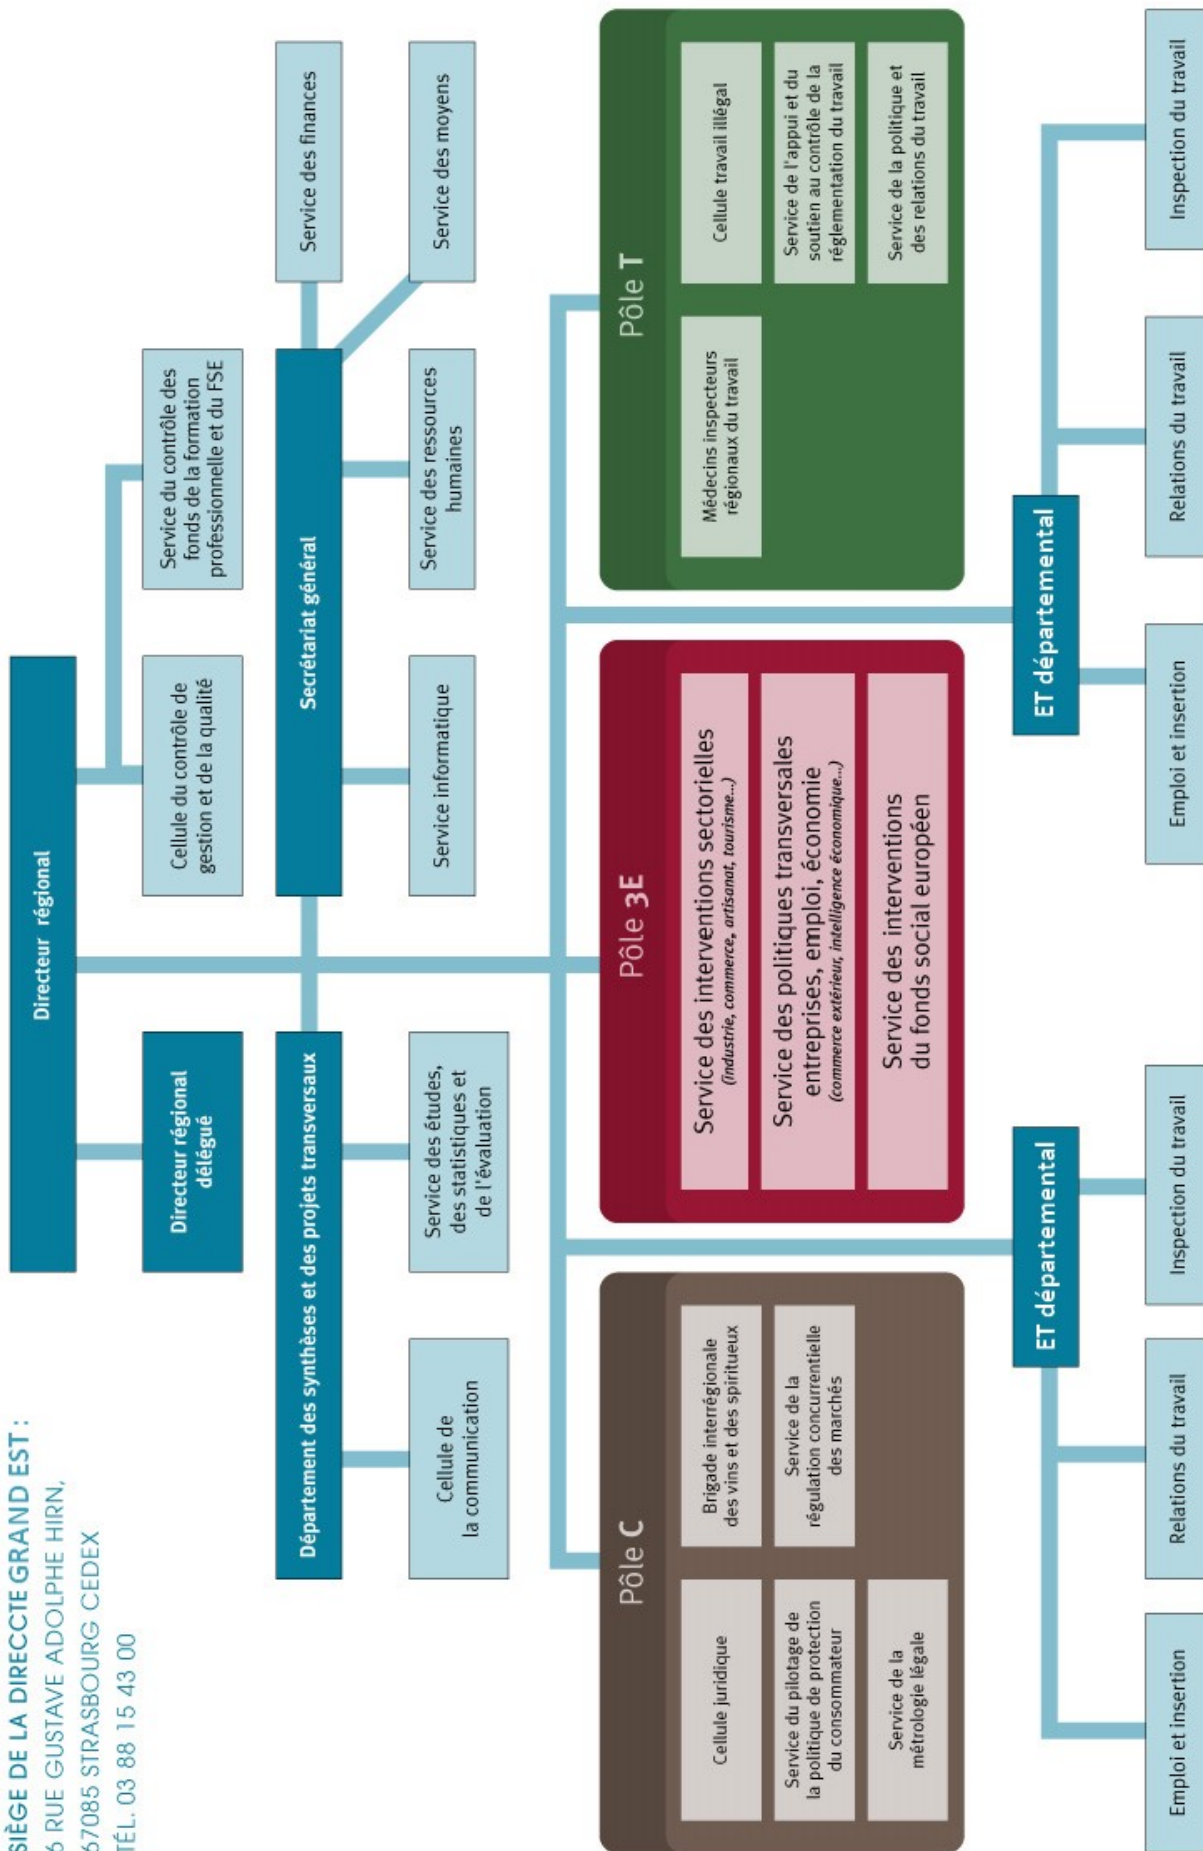 SIÈGE DE LA DIRECCTE GRAND EST :
6 RUE GUSTAVE ADOLPHE HIRN,
67085 STRASBOURG CEDEX
TÉL. 03 88 15 43 00
Directeur régional
Directeur régional
délégué
Cellule du contrôle de
gestion et de la qualité
Service du contrôle des
fonds de la formation
professionnelle et du FSE
Département des synthèses et des projets transversaux
Secrétariat général
Service des finances
Cellule de
la communication
Service des études,
des statistiques et
de l'évaluation
Service informatique
Service des ressources
humaines
Service des moyens
Pôle C
Cellule juridique
Brigade interrégionale
des vins et des spiritueux
Service du pilotage de
la politique de protection
du consommateur
Service de la
régulation concurrentielle
des marchés
Service de la
métrologie légale
Pôle 3E
Service des interventions sectorielles
(industrie, commerce, artisanat, tourisme...)
Service des politiques transversales
entreprises, emploi, économie
(commerce extérieur, intelligence économique...)
Service des interventions
du fonds social européen
Pôle T
Médecins inspecteurs
régionaux du travail
Cellule travail illégal
Service de l'appui et du
soutien au contrôle de la
réglementation du travail
Service de la politique et
des relations du travail
ET départemental
Emploi et insertion
Relations du travail
Inspection du travail
ET départemental
Emploi et insertion
Relations du travail
Inspection du travail